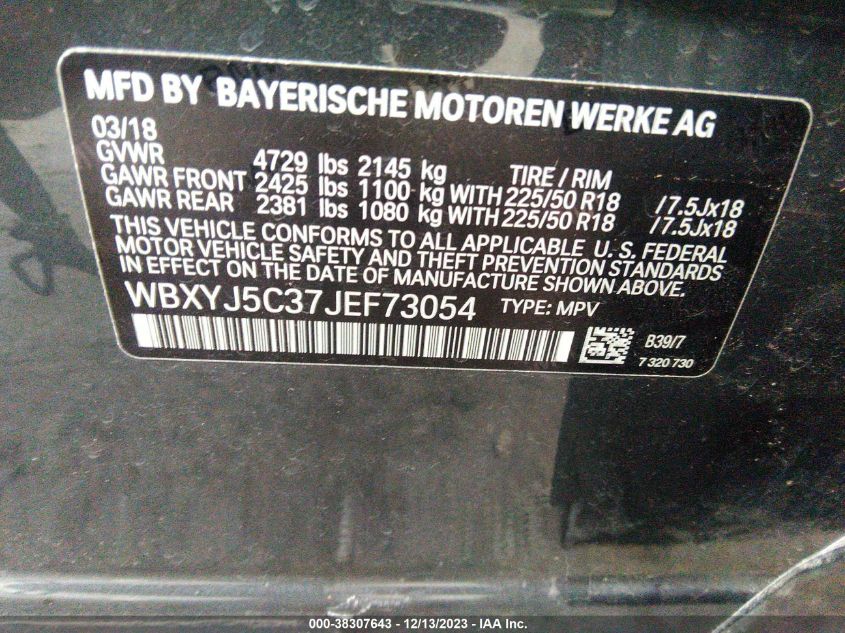 MFD BY BAYERISCHE MOTOREN WERKE AG
03/18
GVWR 4729 lbs 2145 kg TIRE / RIM
GAWR FRONT 2425 lbs 1100 kg WITH 225/50 R18 /7.5Jx18
GAWR REAR 2381 lbs 1080 kg WITH 225/50 R18 /7.5Jx18
THIS VEHICLE CONFORMS TO ALL APPLICABLE U. S. FEDERAL
MOTOR VEHICLE SAFETY AND THEFT PREVENTION STANDARDS
IN EFFECT ON THE DATE OF MANUFACTURE SHOWN ABOVE.
WBXYJ5C37JEF73054 TYPE: MPV
B39/7
7 320 730
000-38307643 - 12/13/2023 - IAA Inc.